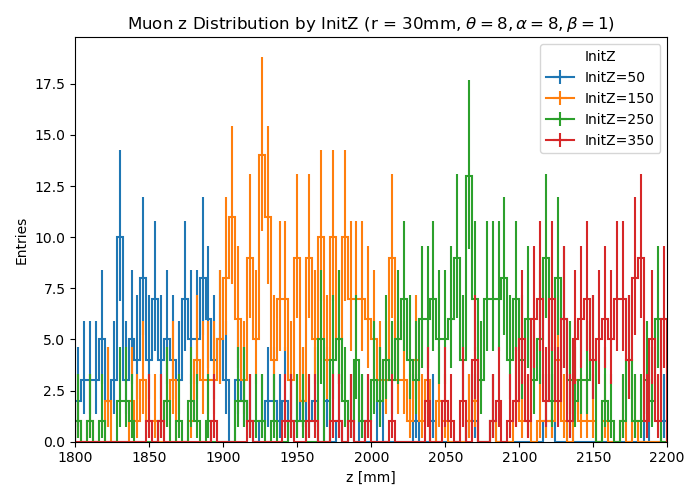 Muon z Distribution by InitZ (r = 30mm, θ = 8, α = 8, β = 1)
InitZ
InitZ=50
InitZ=150
InitZ=250
InitZ=350
Entries
17.5
15.0
12.5
10.0
7.5
5.0
2.5
0.0
1800 1850 1900 1950 2000 2050 2100 2150 2200
z [mm]